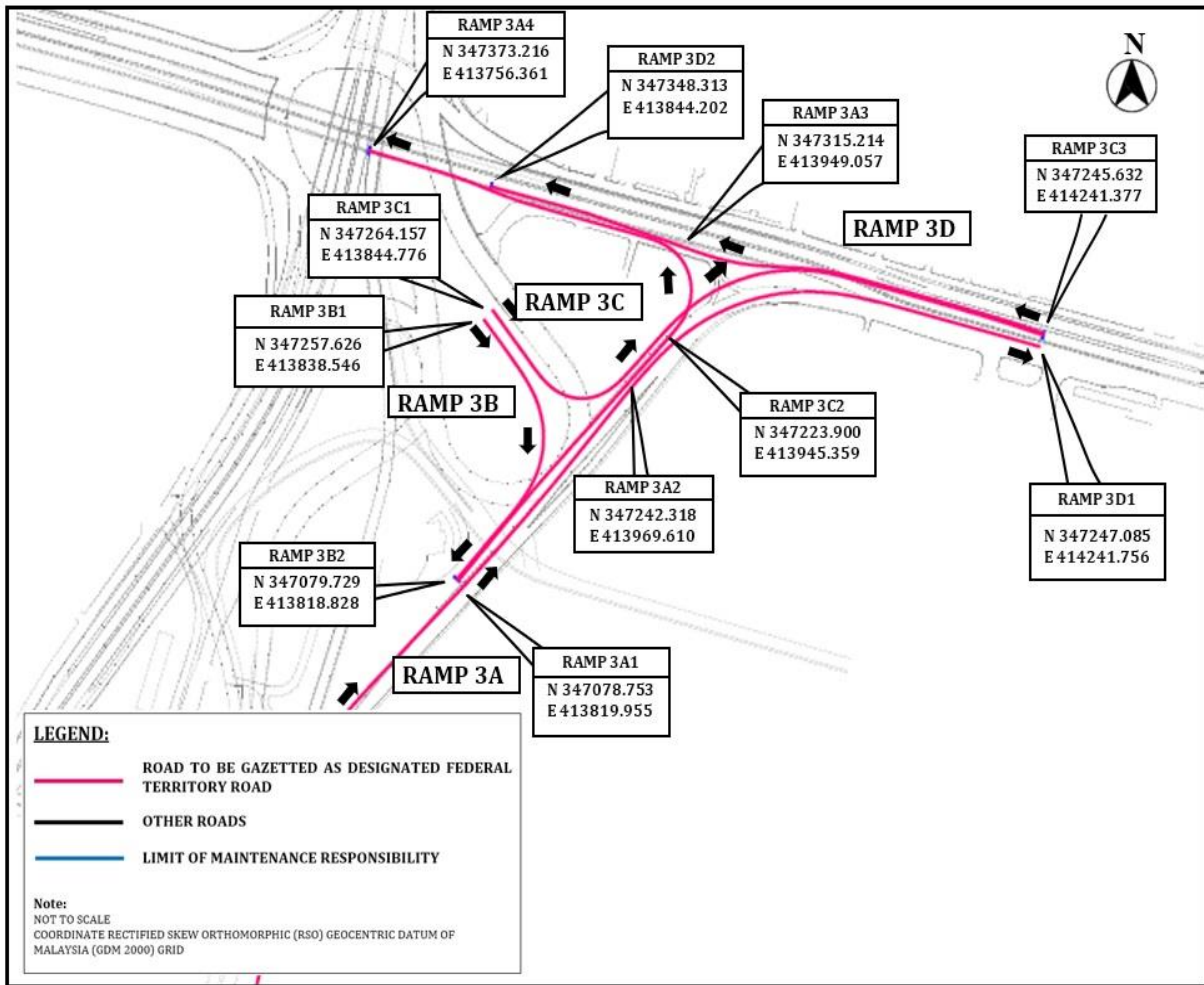 RAMP 3A4
N 347373.216
E 413756.361
RAMP 3D2
N 347348.313
E 413844.202
N
RAMP 3A3
N 347315.214
E 413949.057
RAMP 3C3
N 347245.632
E 414241.377
RAMP 3C1
N 347264.157
E 413844.776
RAMP 3D
RAMP 3C
RAMP 3B1
N 347257.626
E 413838.546
RAMP 3B
RAMP 3C2
N 347223.900
E 413945.359
RAMP 3A2
N 347242.318
E 413969.610
RAMP 3D1
N 347247.085
E 414241.756
RAMP 3B2
N 347079.729
E 413818.828
RAMP 3A
RAMP 3A1
N 347078.753
E 413819.955
LEGEND:
ROAD TO BE GAZETTED AS DESIGNATED FEDERAL
TERRITORY ROAD
OTHER ROADS
LIMIT OF MAINTENANCE RESPONSIBILITY
Note:
NOT TO SCALE
COORDINATE RECTIFIED SKEW ORTHOMORPHIC (RSO) GEOCENTRIC DATUM OF
MALAYSIA (GDM 2000) GRID